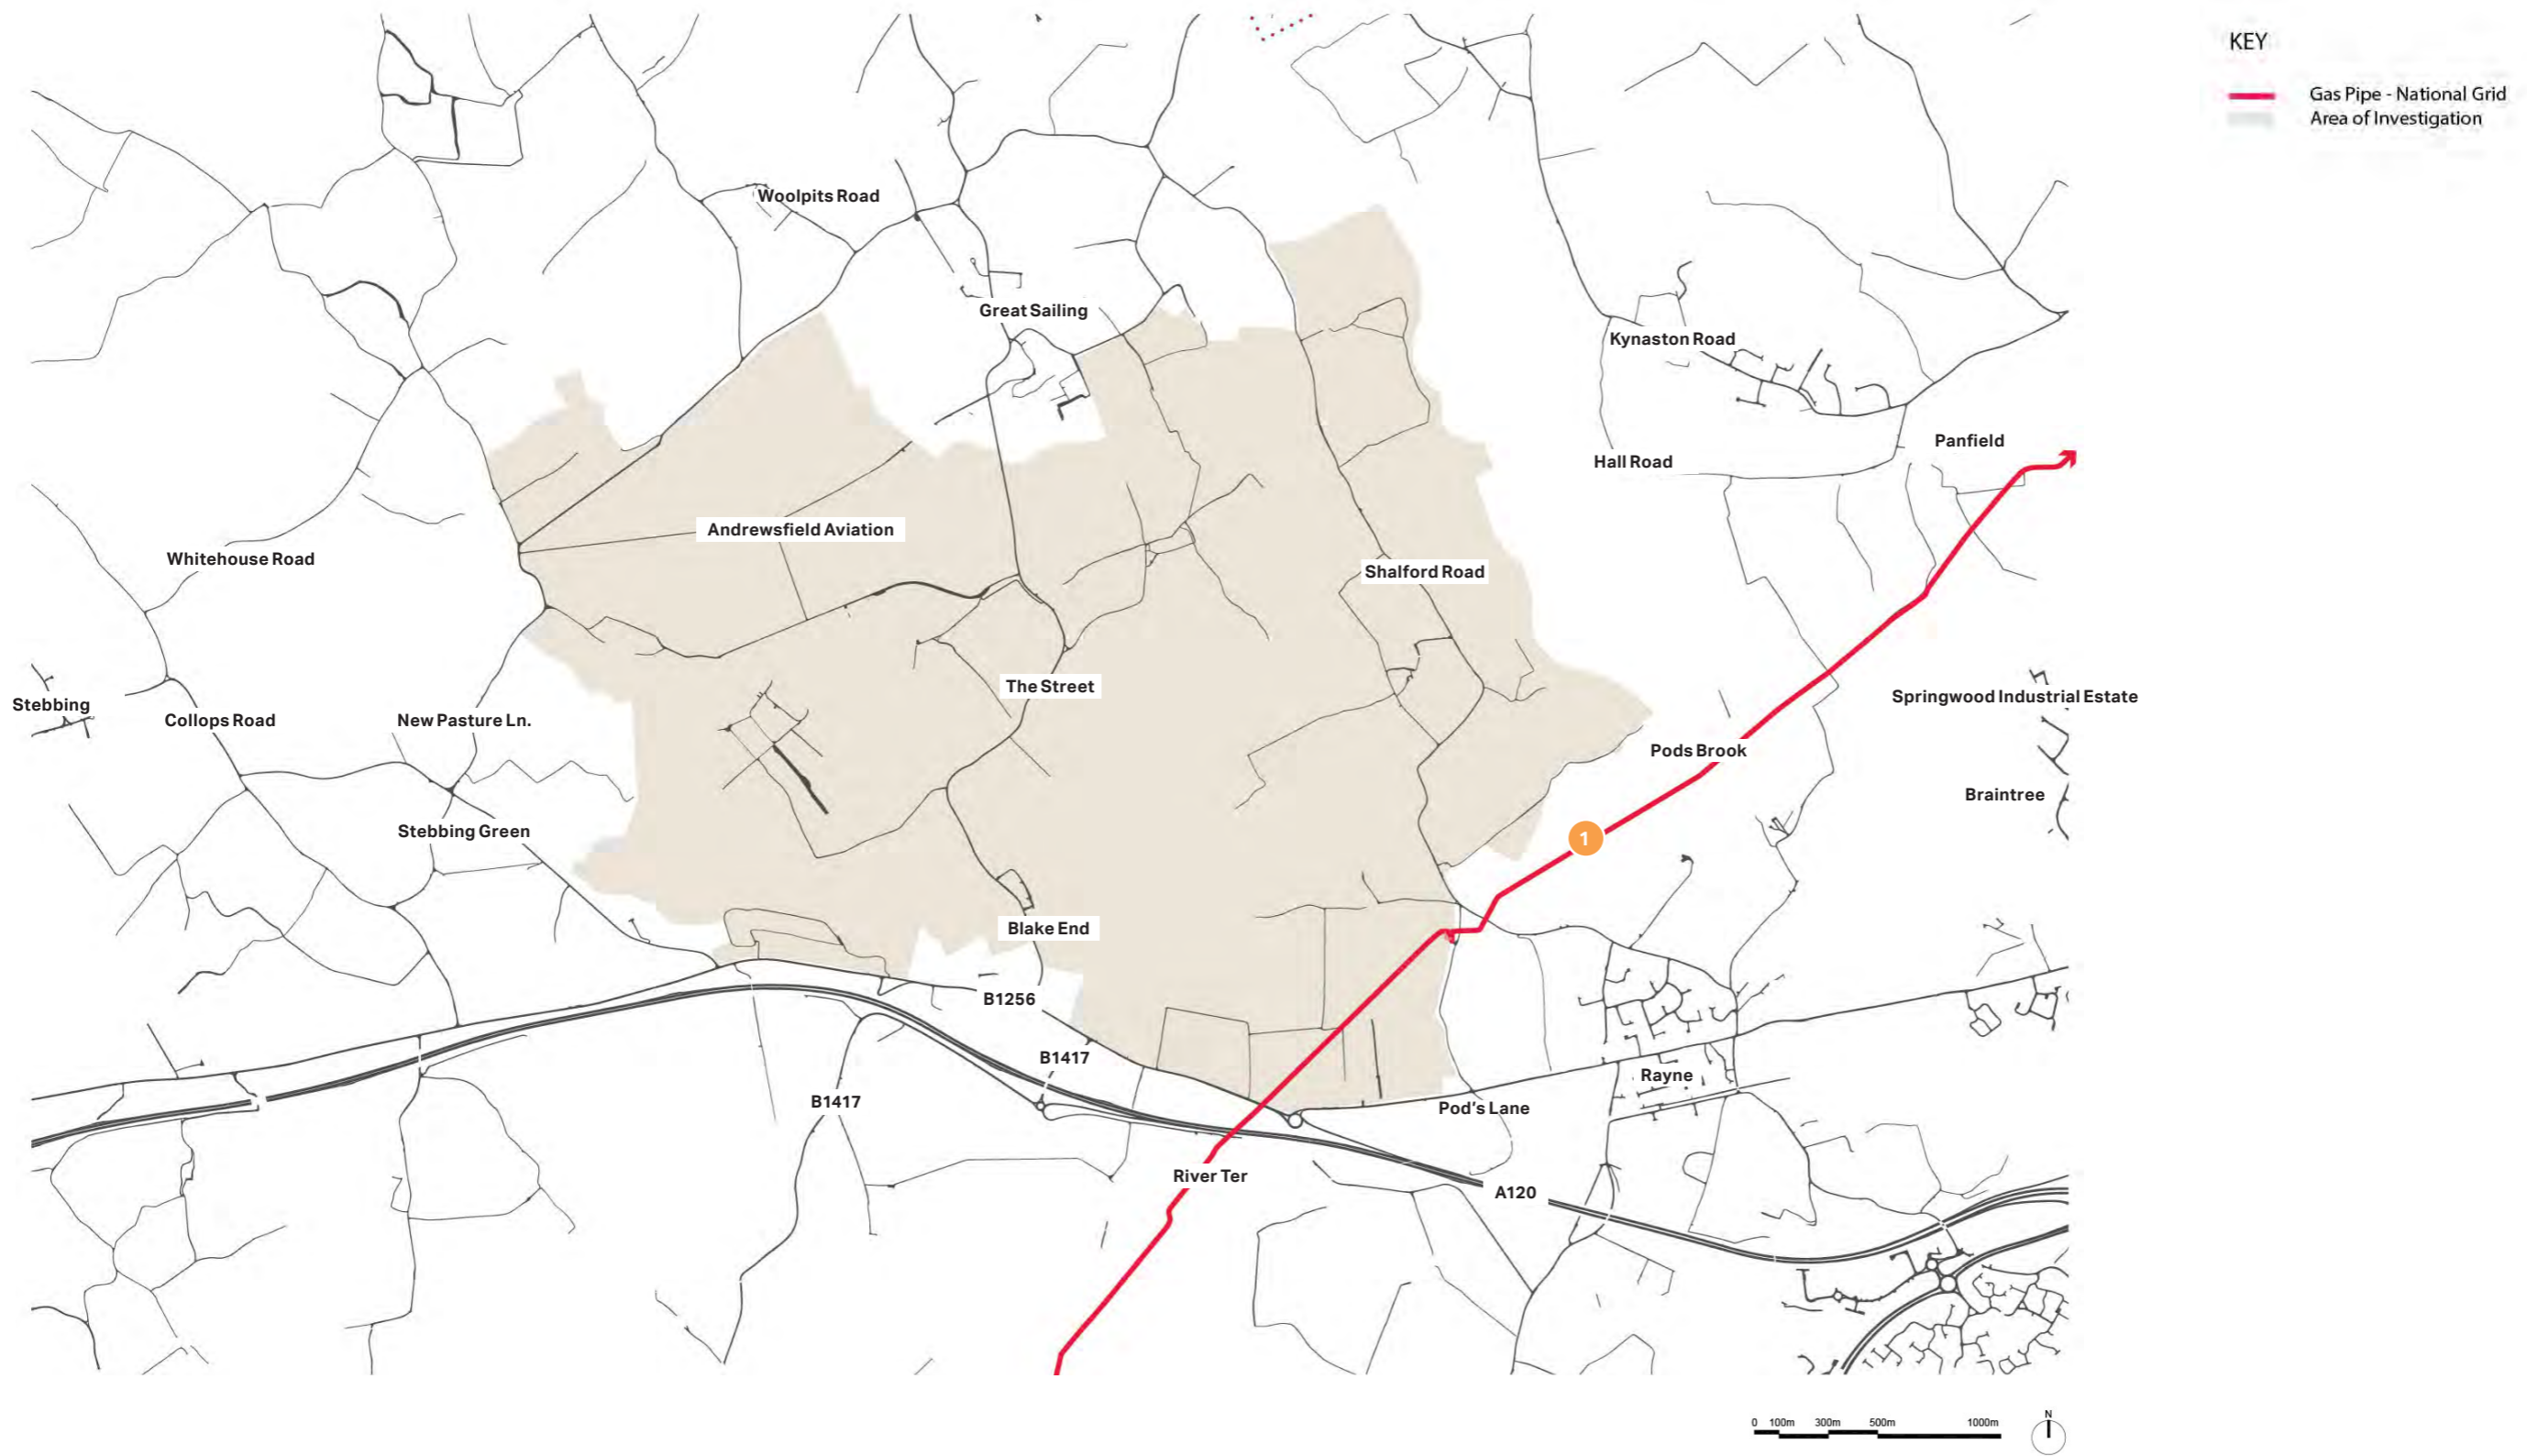 KEY
Gas Pipe - National Grid
Area of Investigation
Woolpits Road
Great Sailing
Kynaston Road
Panfield
Hall Road
Andrewsfield Aviation
Whitehouse Road
Shalford Road
The Street
Springwood Industrial Estate
Stebbing
Collops Road
New Pasture Ln.
Pods Brook
Braintree
Stebbing Green
1
Blake End
B1256
B1417
Rayne
B1417
Pod's Lane
River Ter
A120
0 100m 300m 500m 1000m
N